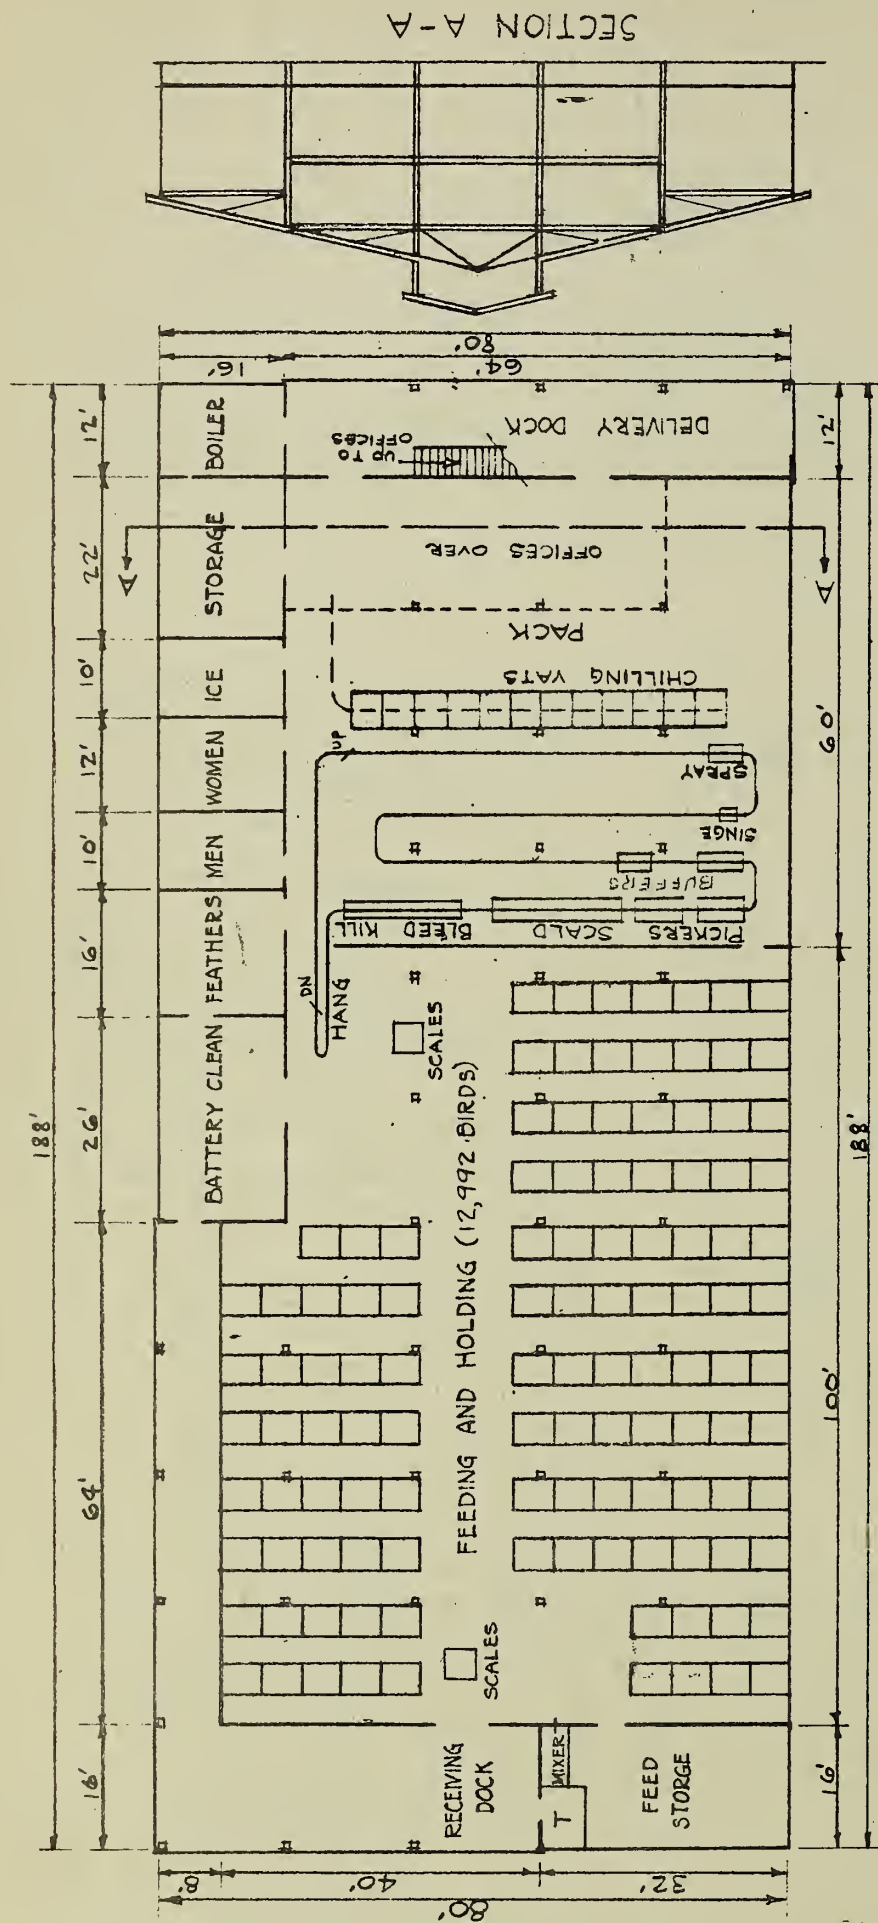 SECTION A-A
188'
12'
22'
10'
12'
10'
16'
26'
64'
16'
80'
16'
64'
BOILER
STORAGE
ICE
WOMEN
MEN
FEATHERS
BATTERY CLEAN
UP TO
OFFICES
DELIVERY DOCK
A
A
OFFICES OVER
PACK
CHILLING VATS
UP
SPRAY
SINGE
BUFFERS
PICKERS
SCALD
BLEED
KILL
DN
HANG
SCALES
FEEDING AND HOLDING (12,992 BIRDS)
SCALES
RECEIVING
DOCK
MIXER
T
FEED
STORGE
12'
60'
100'
16'
188'
8'
40'
32'
80'